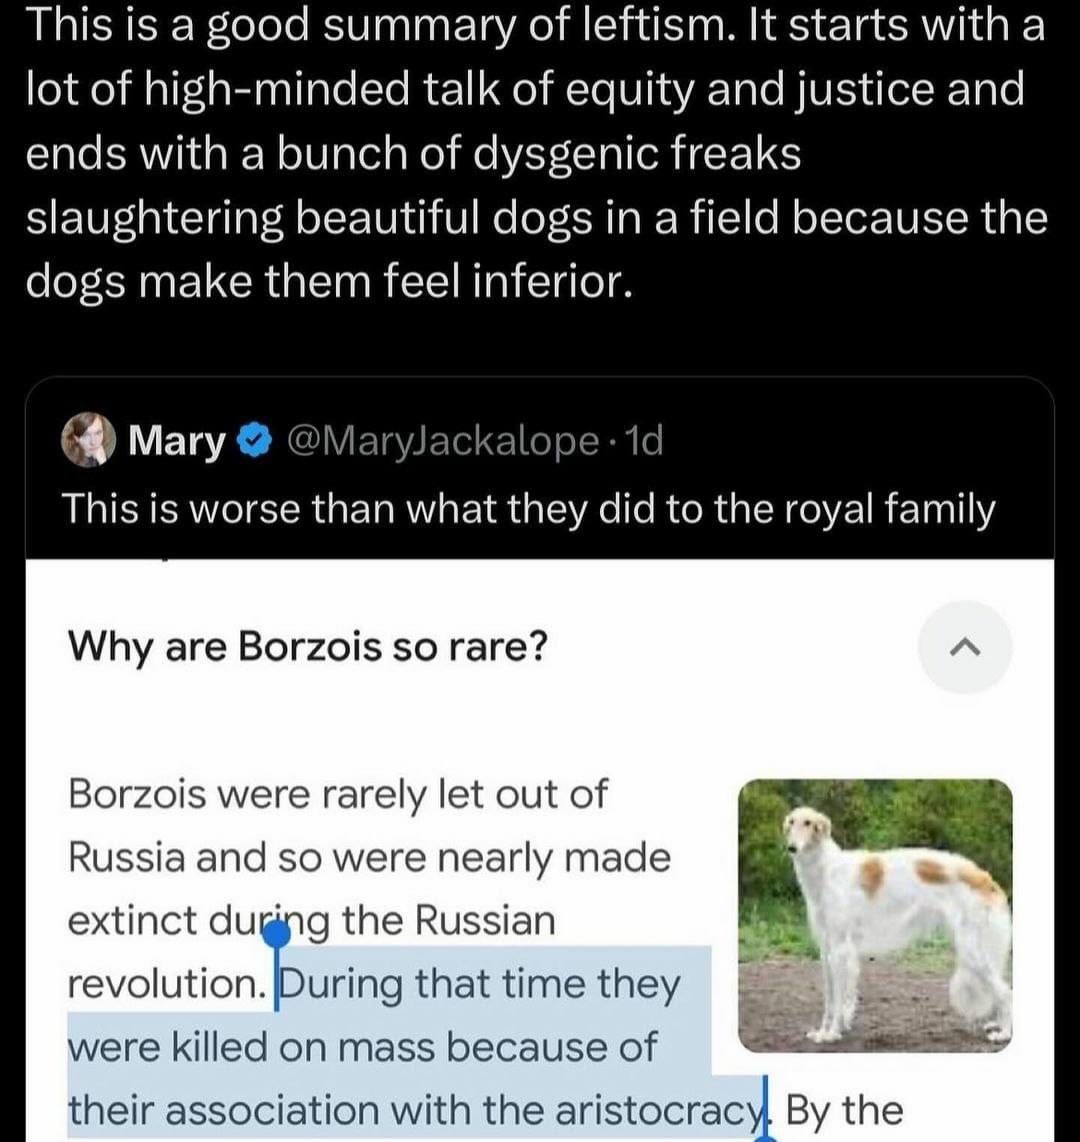 This is a good summary of leftism. It starts with a
lot of high-minded talk of equity and justice and
ends with a bunch of dysgenic freaks
slaughtering beautiful dogs in a field because the
dogs make them feel inferior.
Mary @MaryJackalope · 1d
This is worse than what they did to the royal family
Why are Borzois so rare?
Borzois were rarely let out of
Russia and so were nearly made
extinct during the Russian
revolution. During that time they
were killed on mass because of
their association with the aristocracy. By the